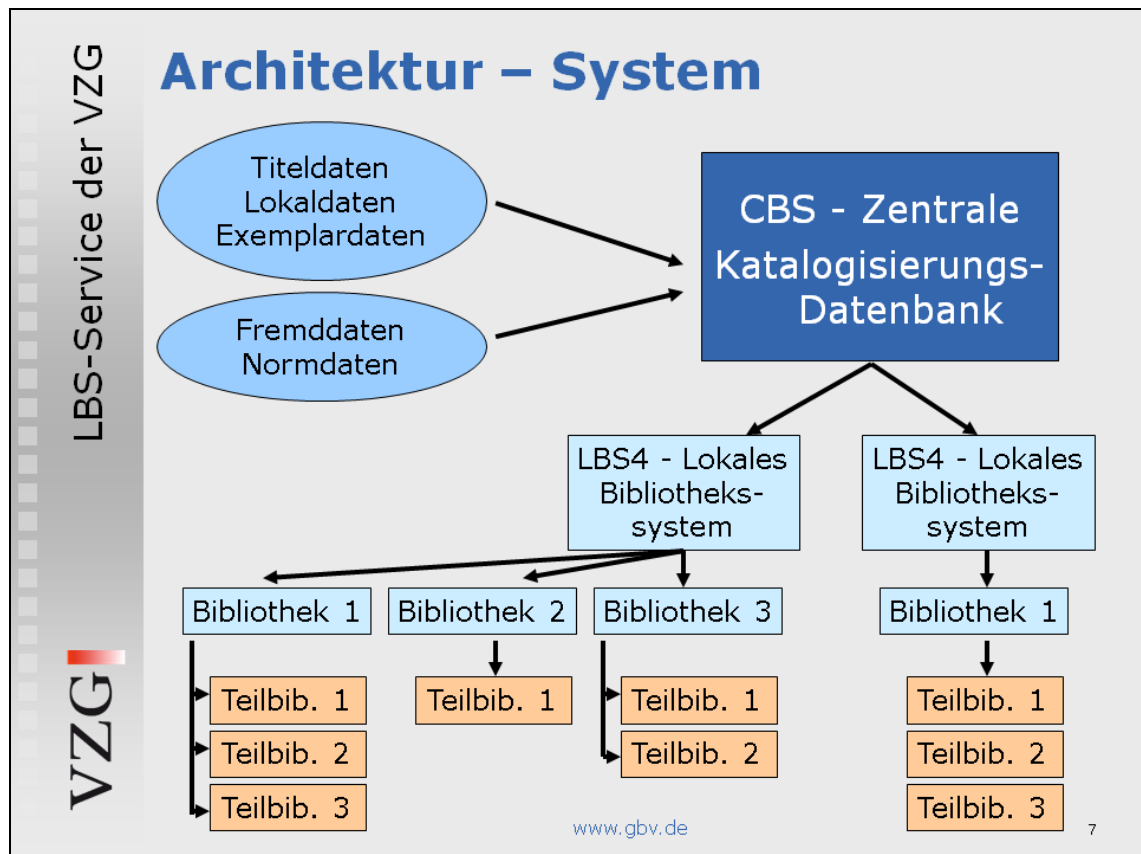 LBS-Service der VZG
VZG
Architektur – System
Titeldaten
Lokaldaten
Exemplardaten
Fremddaten
Normdaten
CBS - Zentrale
Katalogisierungs-
Datenbank
LBS4 - Lokales
Bibliotheks-
system
LBS4 - Lokales
Bibliotheks-
system
Bibliothek 1
Bibliothek 2
Bibliothek 3
Bibliothek 1
Teilbib. 1
Teilbib. 2
Teilbib. 3
Teilbib. 1
Teilbib. 1
Teilbib. 2
Teilbib. 1
Teilbib. 2
Teilbib. 3
www.gbv.de
7